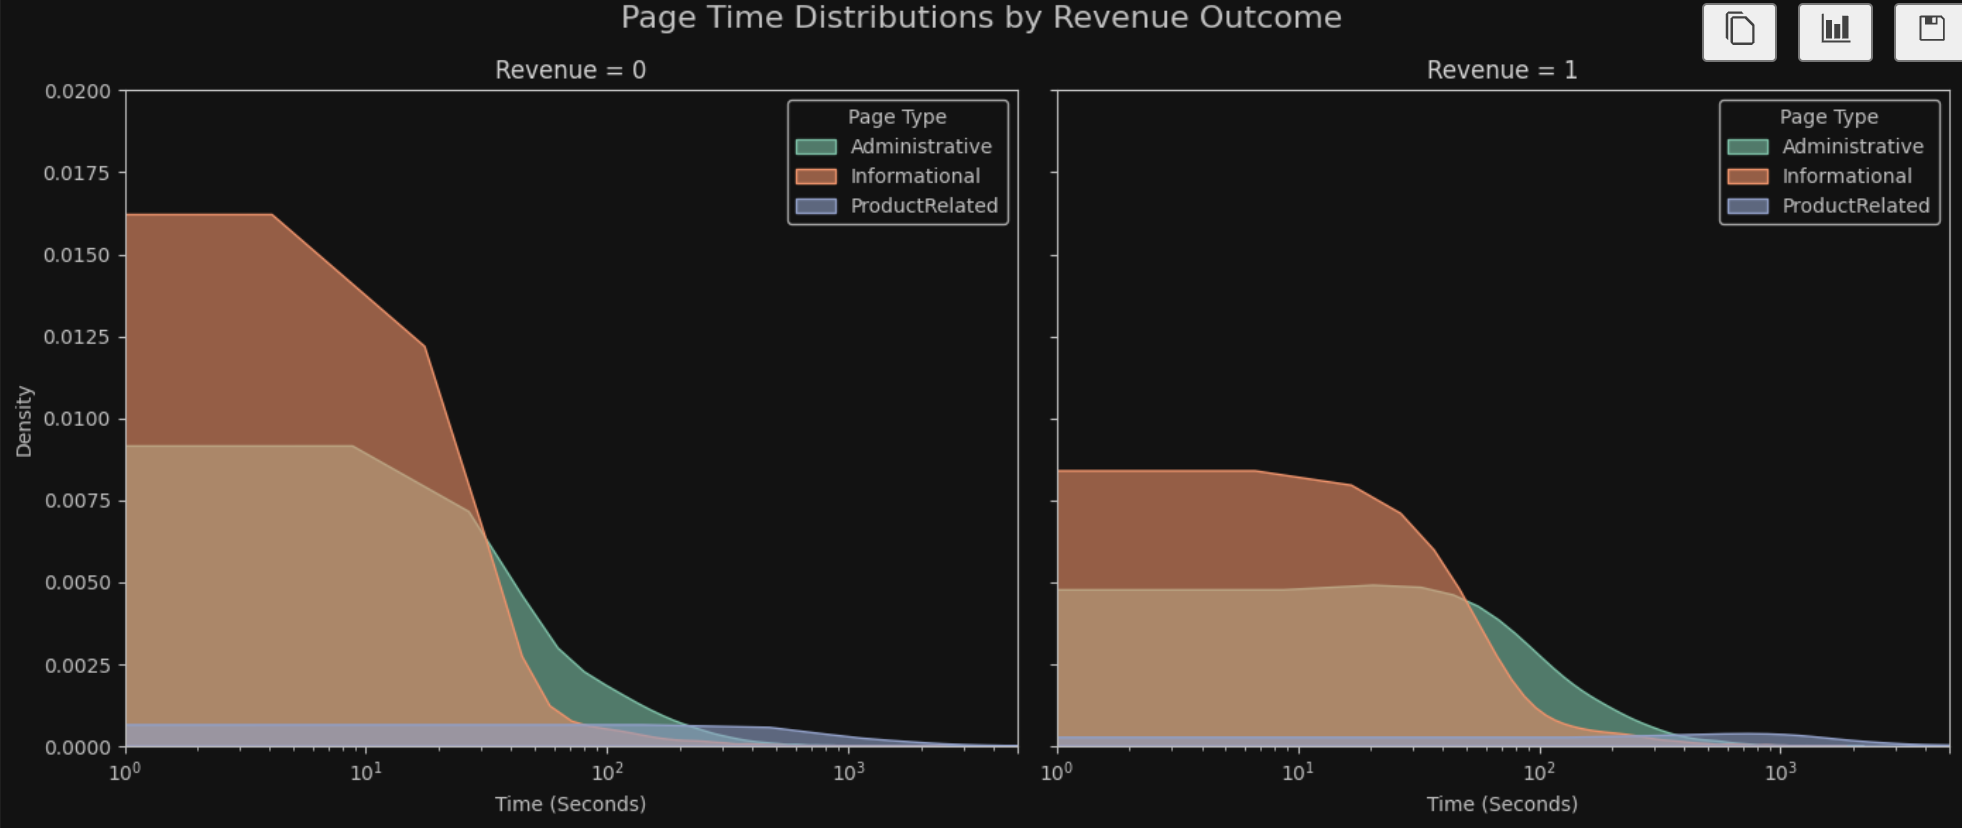 Page Time Distributions by Revenue Outcome
Revenue = 0
0.0200
0.0175
0.0150
0.0125
0.0100
0.0075
0.0050
0.0025
0.0000
Density
Page Type
Administrative
Informational
ProductRelated
10⁰ 10¹ 10² 10³
Time (Seconds)
Revenue = 1
Page Type
Administrative
Informational
ProductRelated
10⁰ 10¹ 10² 10³
Time (Seconds)